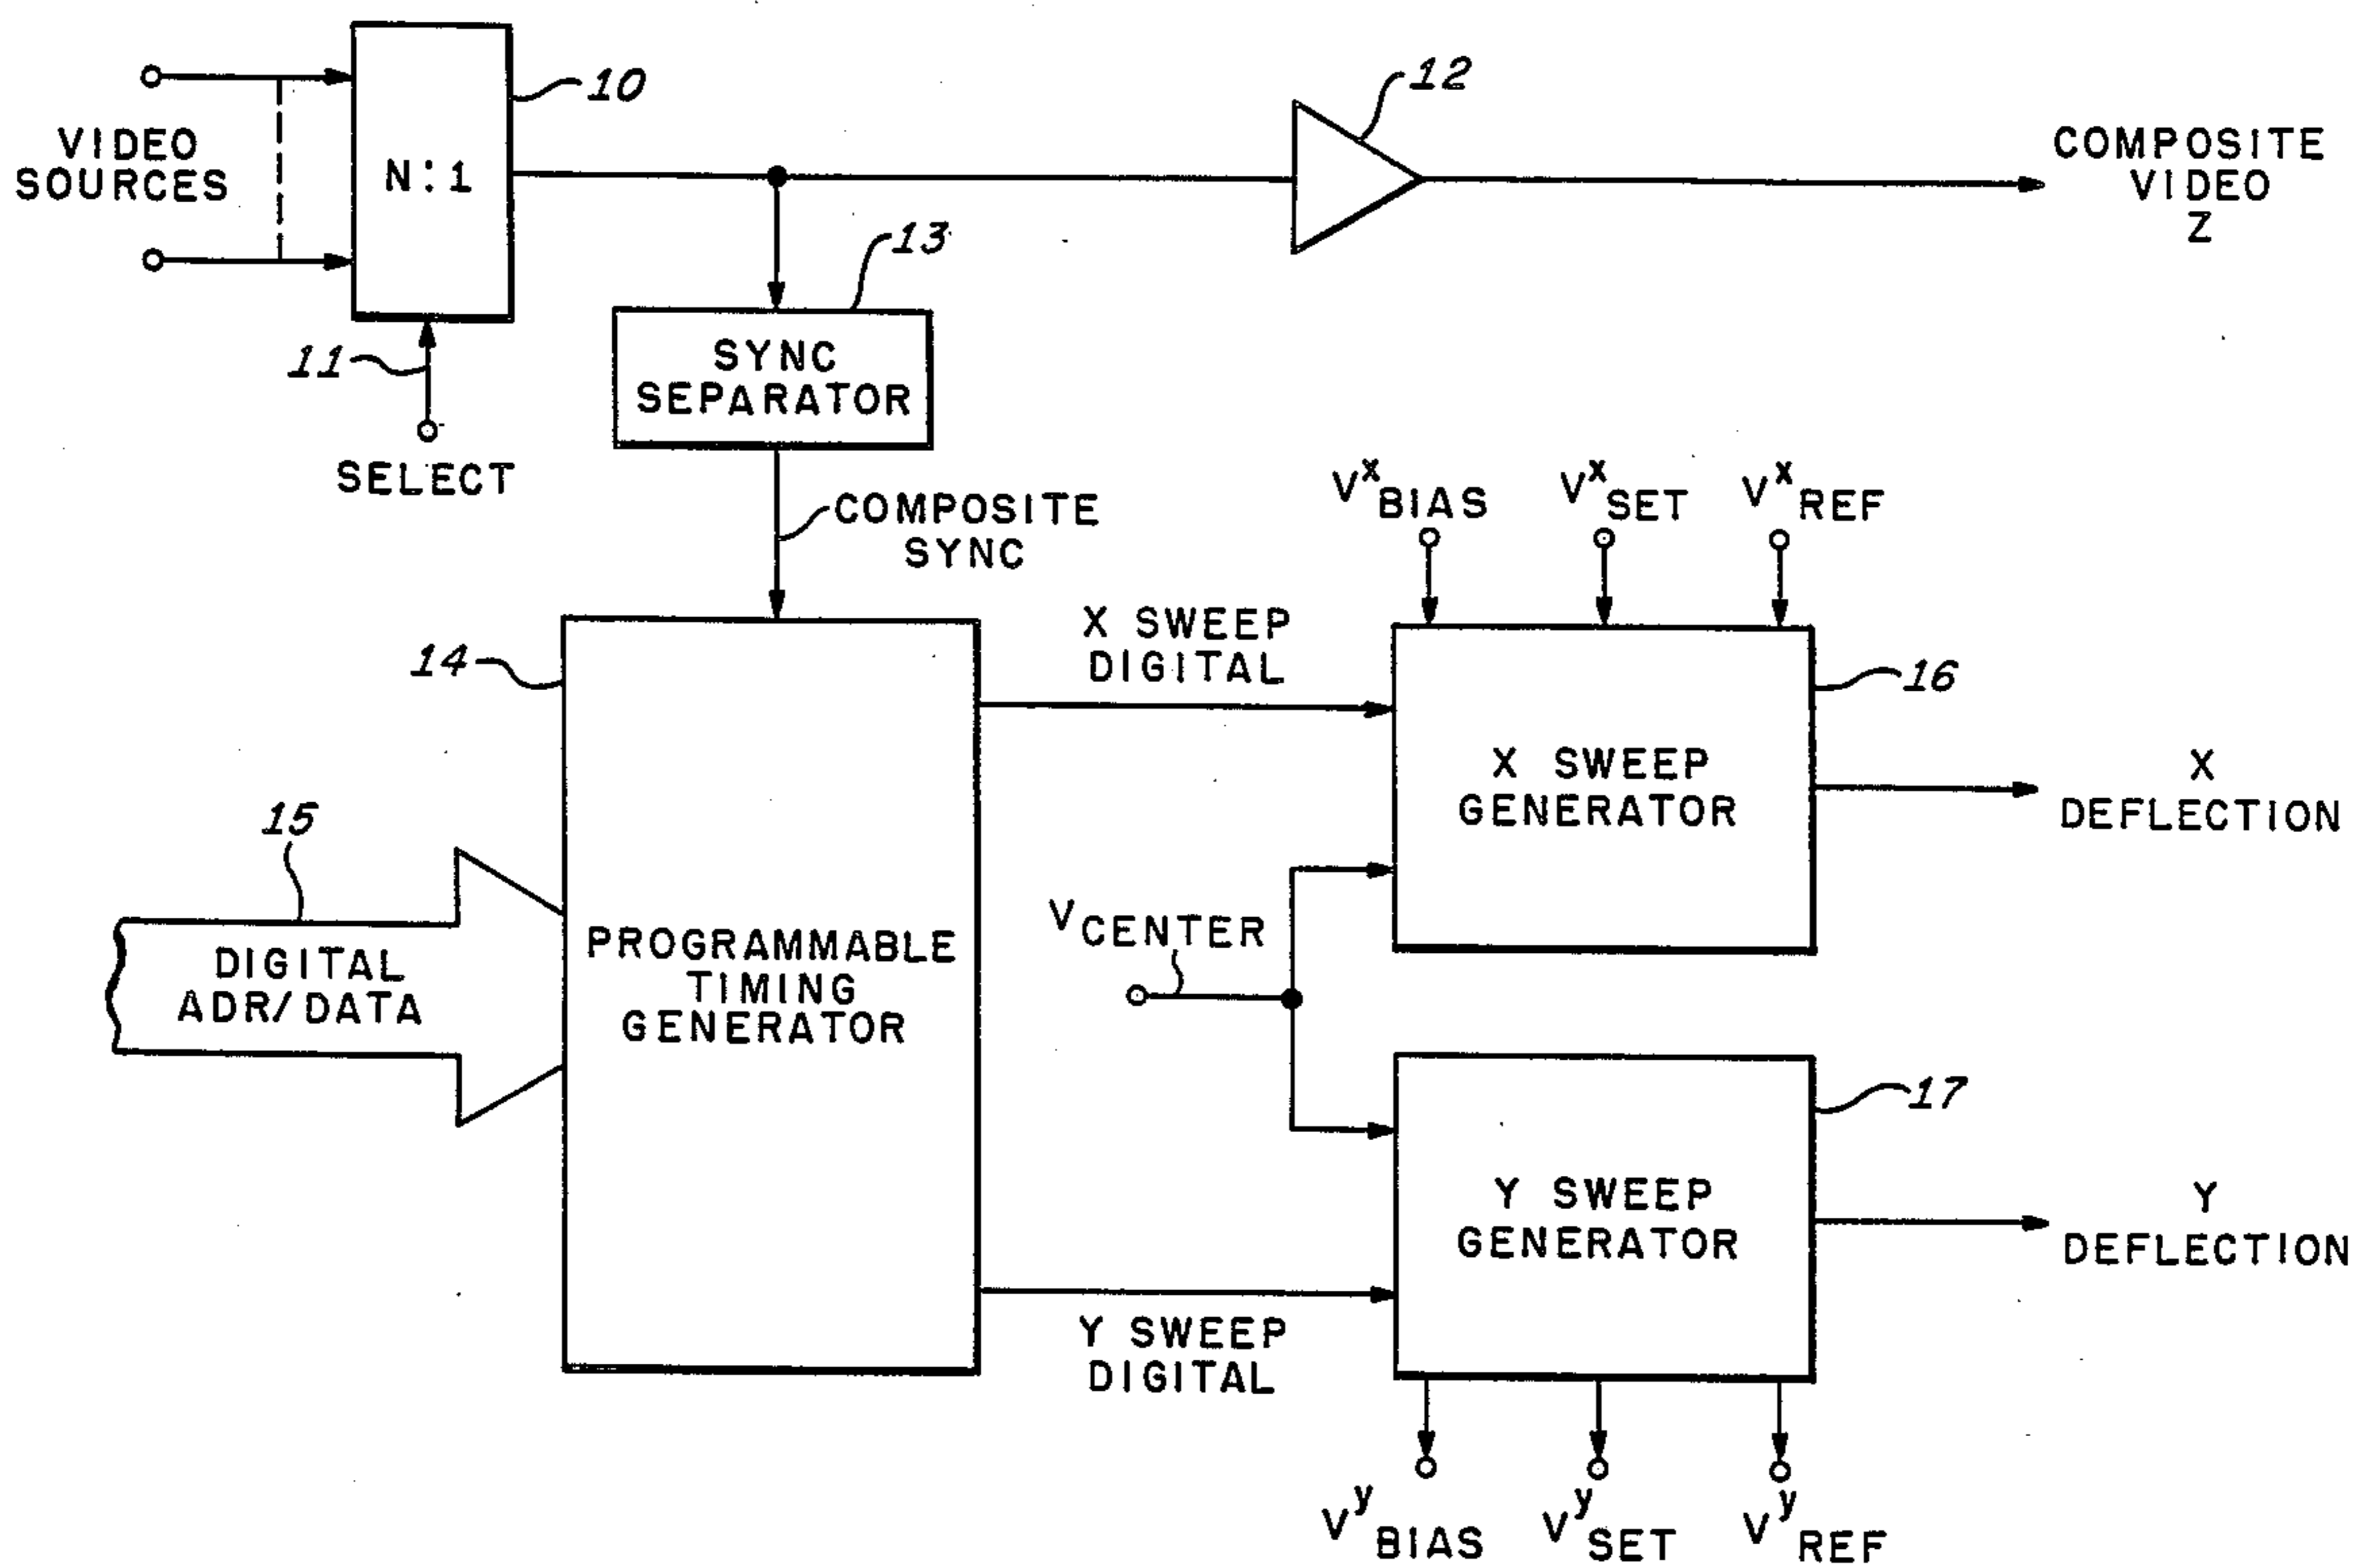 VIDEO
SOURCES
N:1
10
11
SELECT
12
COMPOSITE
VIDEO
Z
13
SYNC
SEPARATOR
COMPOSITE
SYNC
14
15
DIGITAL
ADR/DATA
PROGRAMMABLE
TIMING
GENERATOR
X SWEEP
DIGITAL
V^x BIAS
V^x SET
V^x REF
16
X SWEEP
GENERATOR
X
DEFLECTION
V CENTER
17
Y SWEEP
GENERATOR
Y
DEFLECTION
Y SWEEP
DIGITAL
V^y BIAS
V^y SET
V^y REF